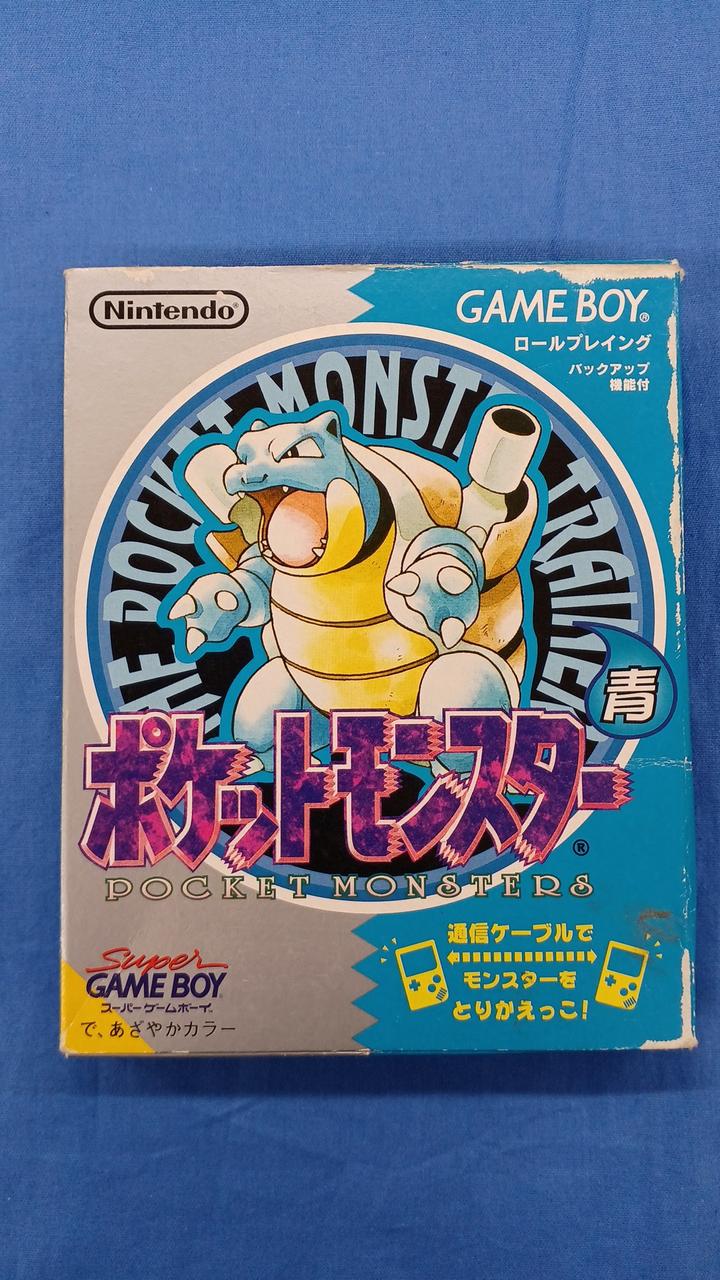 Nintendo®
GAME BOY®
ロールプレイング
バックアップ
機能付
THE POCKET MONSTER TRAINER
青
ポケットモンスター®
POCKET MONSTERS
Super
GAME BOY
スーパーゲームボーイ
で、あざやかカラー
通信ケーブルで
モンスターを
とりかえっこ!